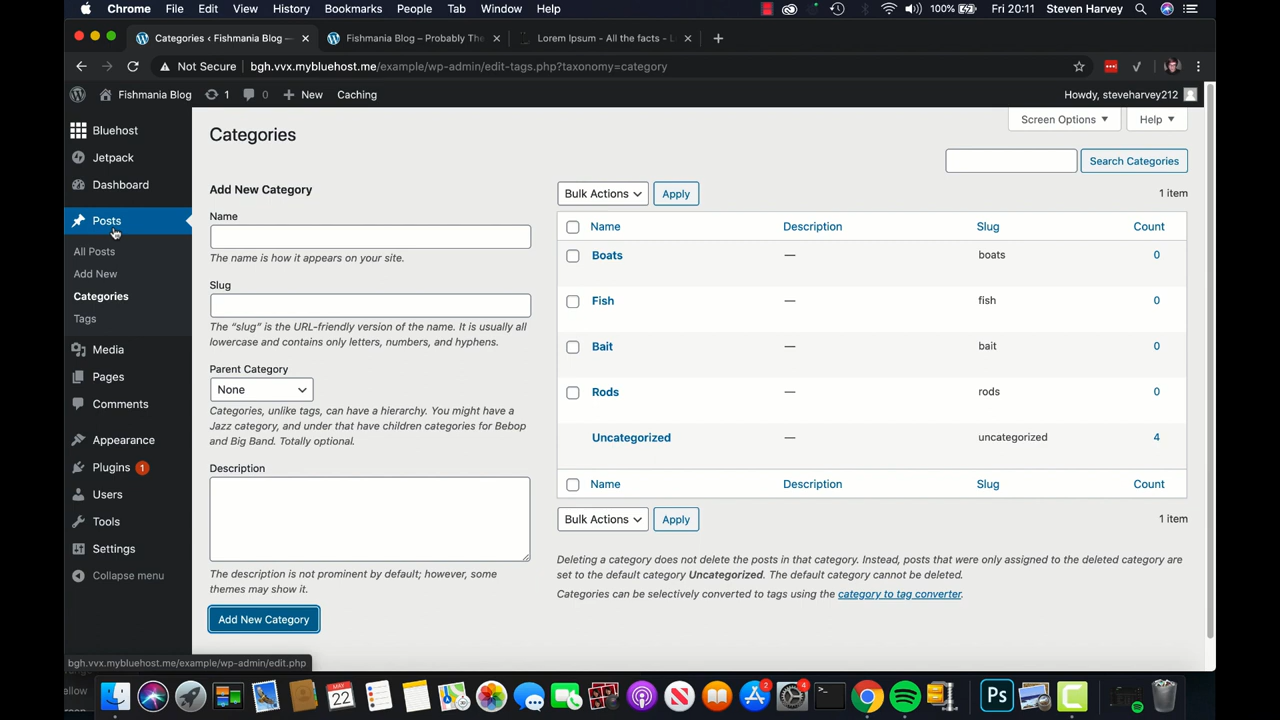 Chrome File Edit View History Bookmarks People Tab Window Help 100% Fri 20:11 Steven Harvey
Categories ‹ Fishmania Blog —
Fishmania Blog – Probably The
Lorem Ipsum - All the facts - L
Not Secure bgh.vvx.mybluehost.me/example/wp-admin/edit-tags.php?taxonomy=category
Fishmania Blog 1 0 New Caching Howdy, steveharvey212
Bluehost
Jetpack
Dashboard
Posts
All Posts
Add New
Categories
Tags
Media
Pages
Comments
Appearance
Plugins 1
Users
Tools
Settings
Collapse menu
Screen Options Help
Categories
Search Categories
Add New Category
Name
The name is how it appears on your site.
Slug
The “slug” is the URL-friendly version of the name. It is usually all
lowercase and contains only letters, numbers, and hyphens.
Parent Category
None
Categories, unlike tags, can have a hierarchy. You might have a
Jazz category, and under that have children categories for Bebop
and Big Band. Totally optional.
Description
The description is not prominent by default; however, some
themes may show it.
Add New Category
Bulk Actions Apply 1 item
Name Description Slug Count
Boats — boats 0
Fish — fish 0
Bait — bait 0
Rods — rods 0
Uncategorized — uncategorized 4
Name Description Slug Count
Bulk Actions Apply 1 item
Deleting a category does not delete the posts in that category. Instead, posts that were only assigned to the deleted category are
set to the default category Uncategorized. The default category cannot be deleted.
Categories can be selectively converted to tags using the category to tag converter.
bgh.vvx.mybluehost.me/example/wp-admin/edit.php
MAY
22
2
4
Ps